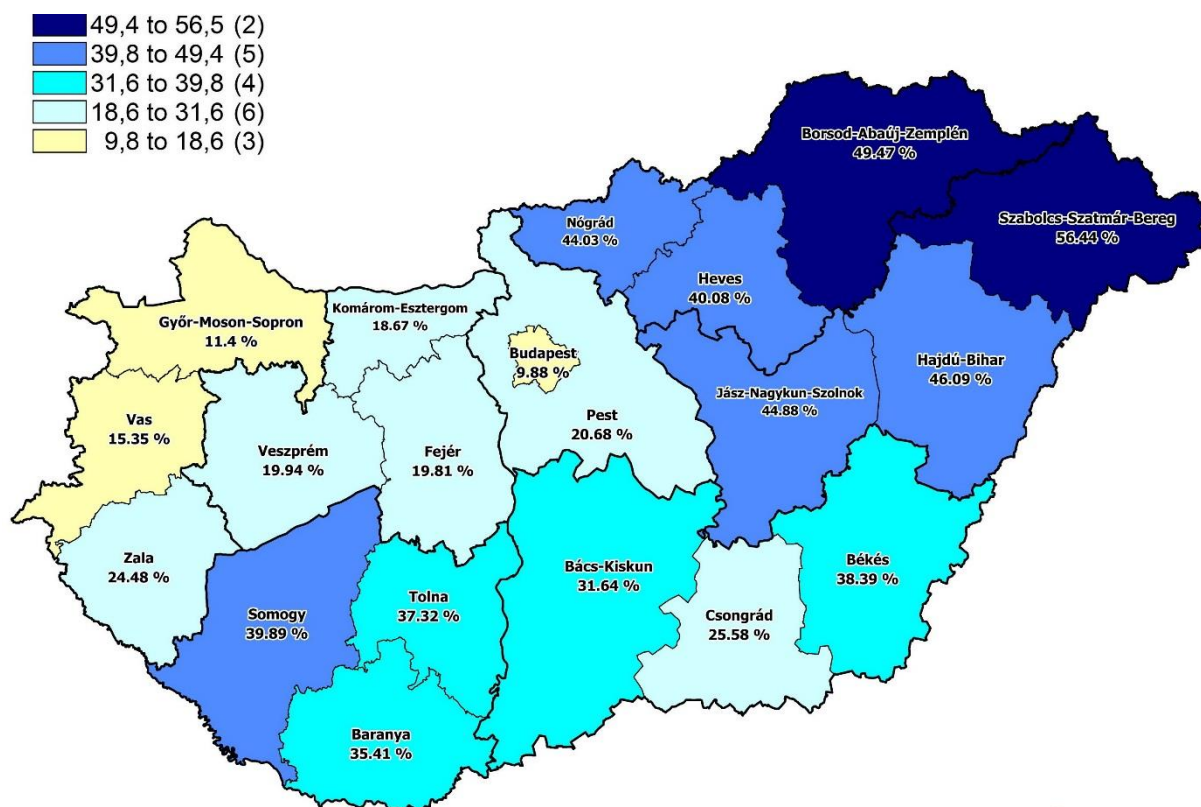 49,4 to 56,5 (2)
39,8 to 49,4 (5)
31,6 to 39,8 (4)
18,6 to 31,6 (6)
9,8 to 18,6 (3)
Borsod-Abaúj-Zemplén
49.47 %
Szabolcs-Szatmár-Bereg
56.44 %
Nógrád
44.03 %
Heves
40.08 %
Komárom-Esztergom
18.67 %
Győr-Moson-Sopron
11.4 %
Budapest
9.88 %
Hajdú-Bihar
46.09 %
Jász-Nagykun-Szolnok
44.88 %
Vas
15.35 %
Veszprém
19.94 %
Fejér
19.81 %
Pest
20.68 %
Zala
24.48 %
Bács-Kiskun
31.64 %
Békés
38.39 %
Tolna
37.32 %
Csongrád
25.58 %
Somogy
39.89 %
Baranya
35.41 %